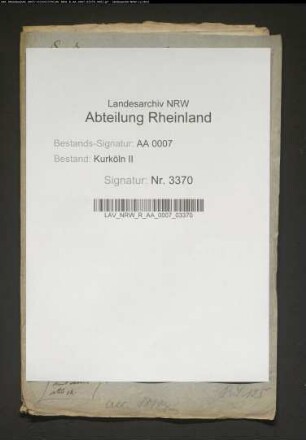 Landesarchiv NRW
Abteilung Rheinland
Bestands-Signatur: AA 0007
Bestand: Kurköln II
Signatur: Nr. 3370
LAV_NRW_R_AA_0007_03370